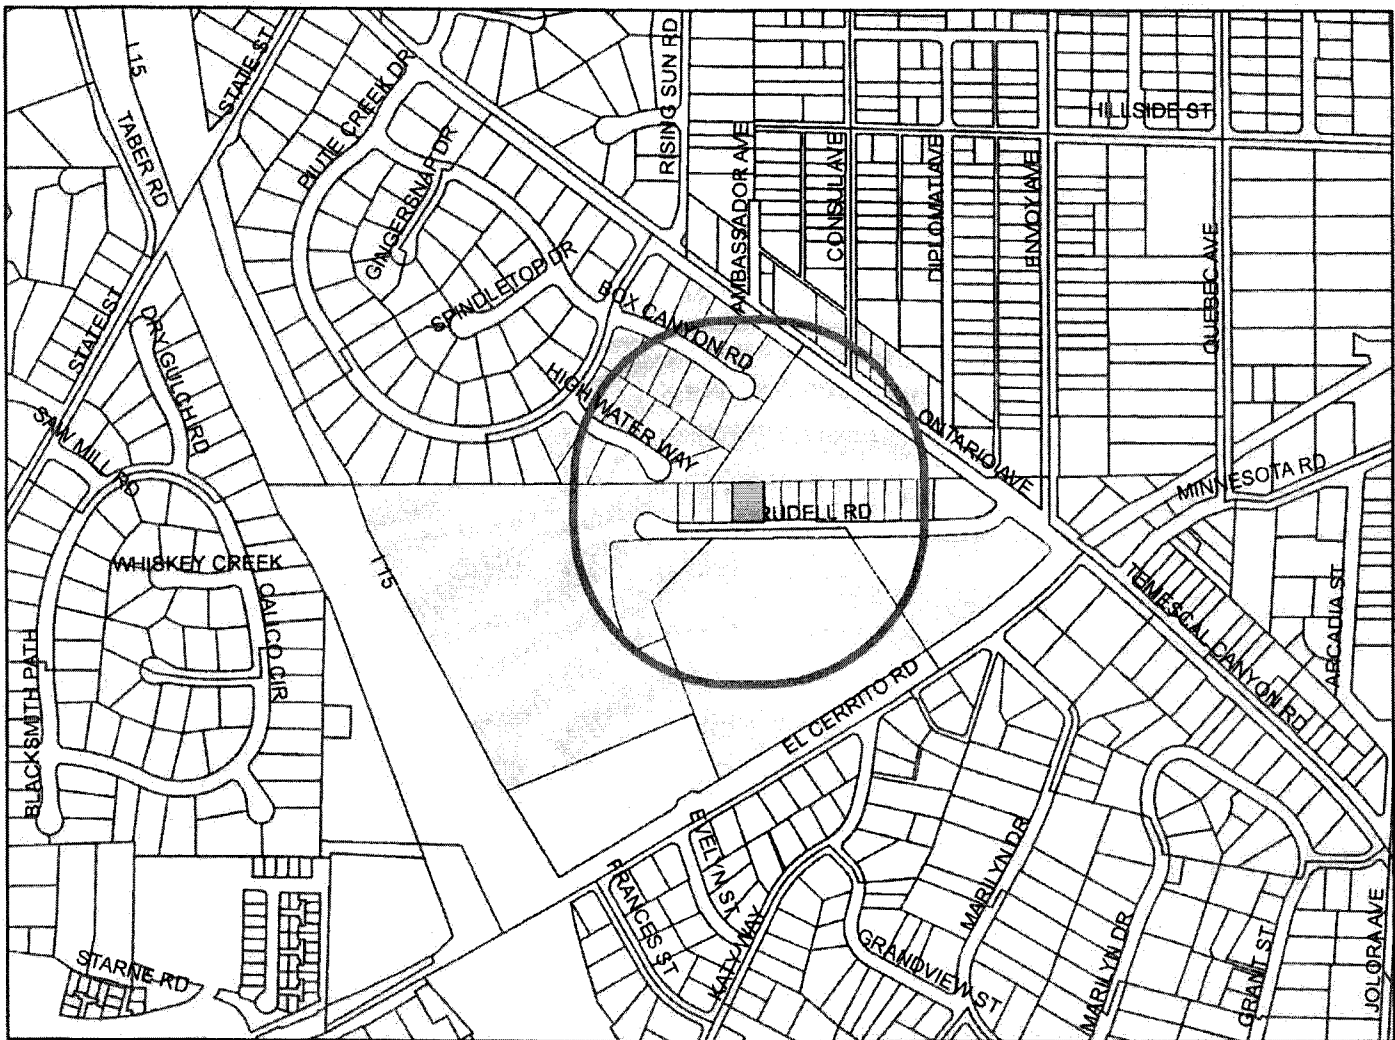 I 15
STATE ST
RISING SUN RD
PIUTE CREEK DR
HILLSIDE ST
TABER RD
GINGERSNAP DR
AMBASSADOR AVE
CONSUL AVE
DIPLOMAT AVE
ENVOY AVE
QUEBEC AVE
SPINDLETOP DR
BOX CANYON RD
STATE ST
DRY GULCH RD
HIGH WATER WAY
ONTARIO AVE
SAW MILL RD
MINNESOTA RD
RUDELL RD
I 15
WHISKEY CREEK
CALICO CIR
TEMESCAL CANYON RD
ARCADIA ST
BLACKSMITH PATH
EL CERRITO RD
EVELYN ST
FRANCES ST
KATY WAY
MARILYN DR
GRANDVIEW ST
MARILYN DR
GRANT ST
JOLORA AVE
STARNE RD